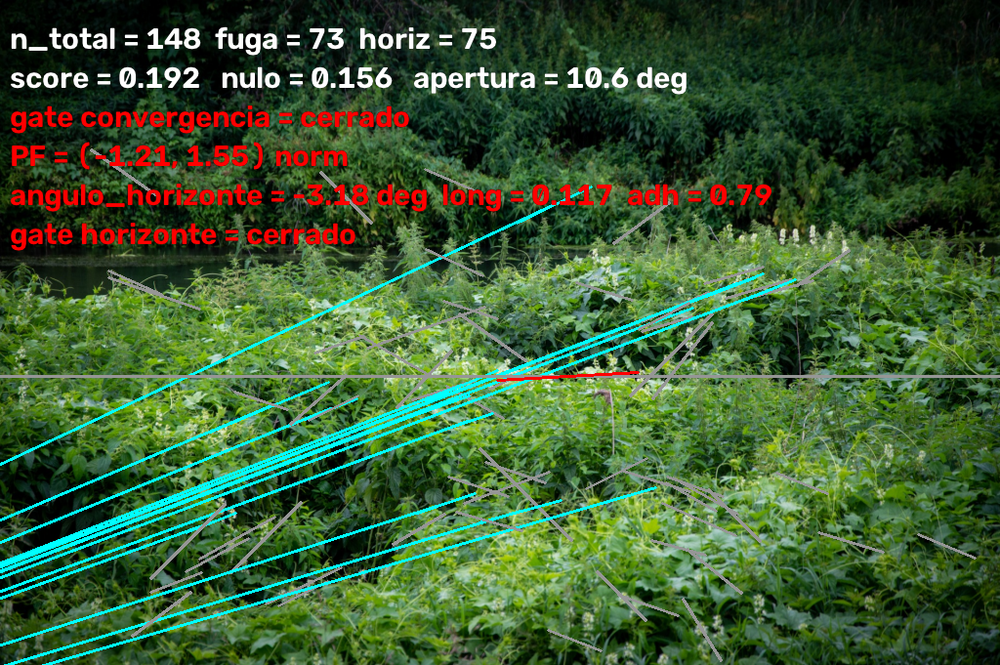 n_total = 148  fuga = 73  horiz = 75
score = 0.192   nulo = 0.156   apertura = 10.6 deg
gate convergencia = cerrado
PF = (-1.21, 1.55)  norm
angulo_horizonte = -3.18 deg  long = 0.117  adh = 0.79
gate horizonte = cerrado